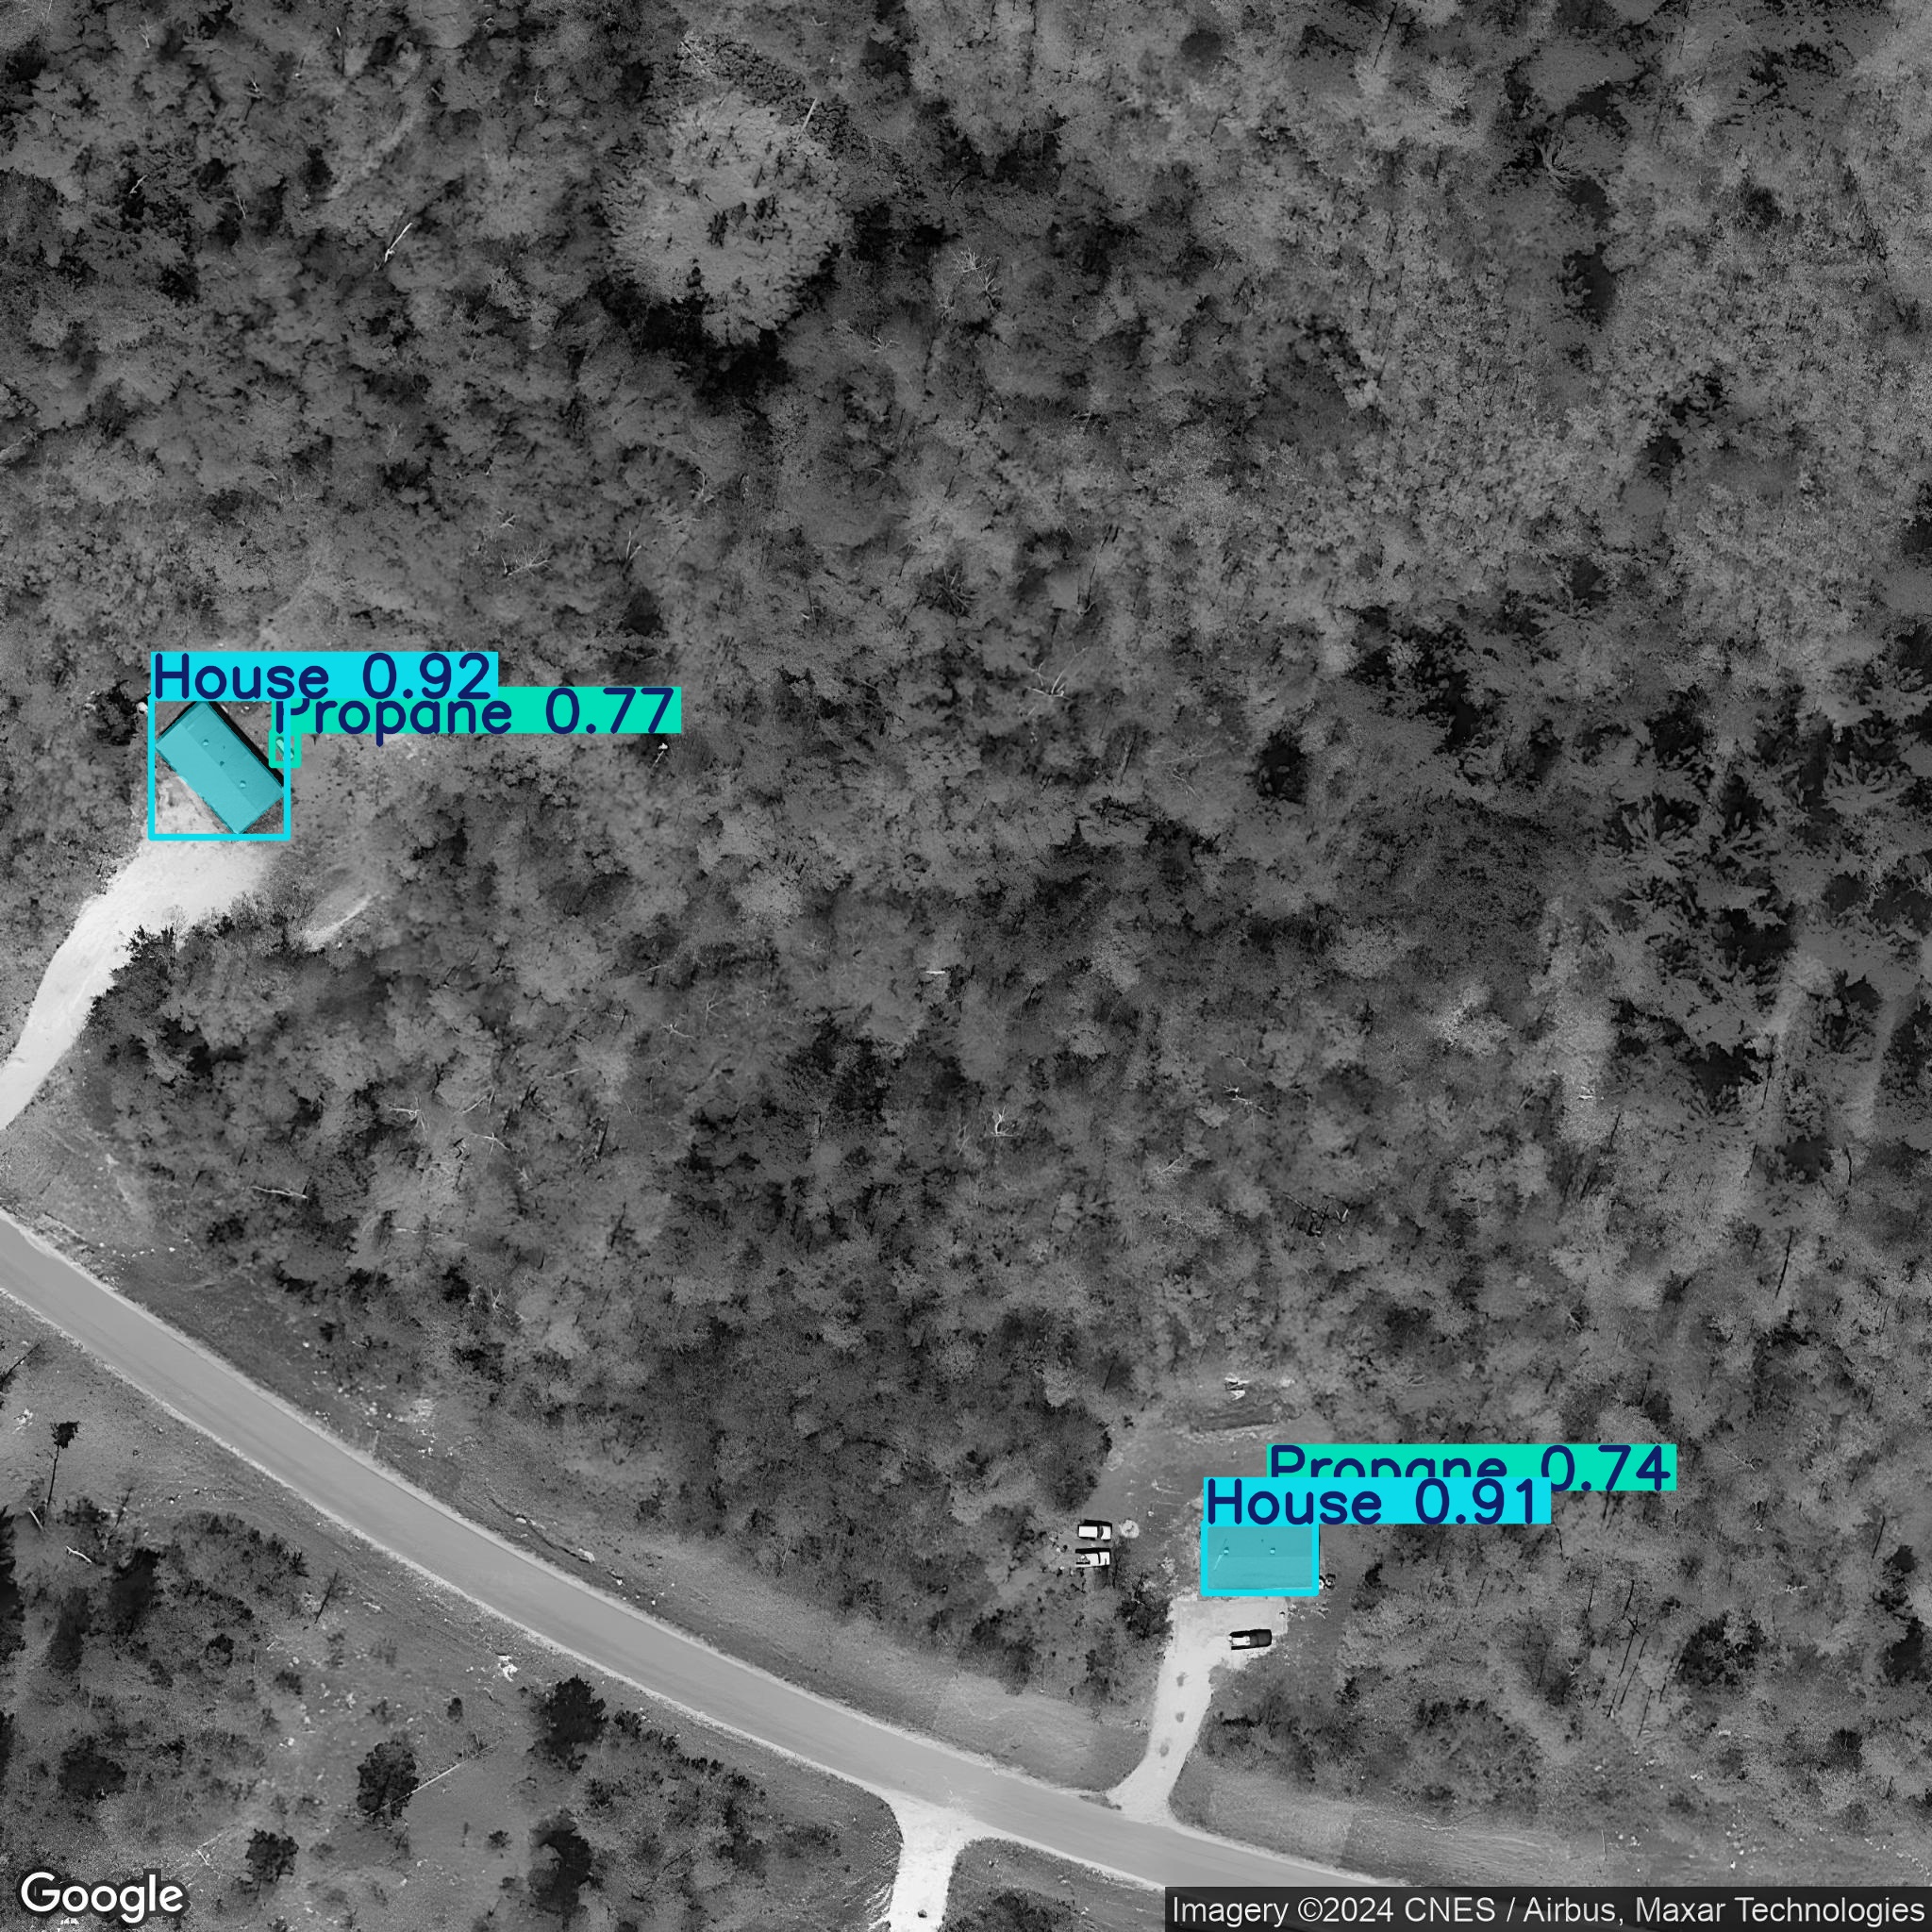 House 0.92
Propane 0.77
Propane 0.74
House 0.91
Google
Imagery ©2024 CNES / Airbus, Maxar Technologies